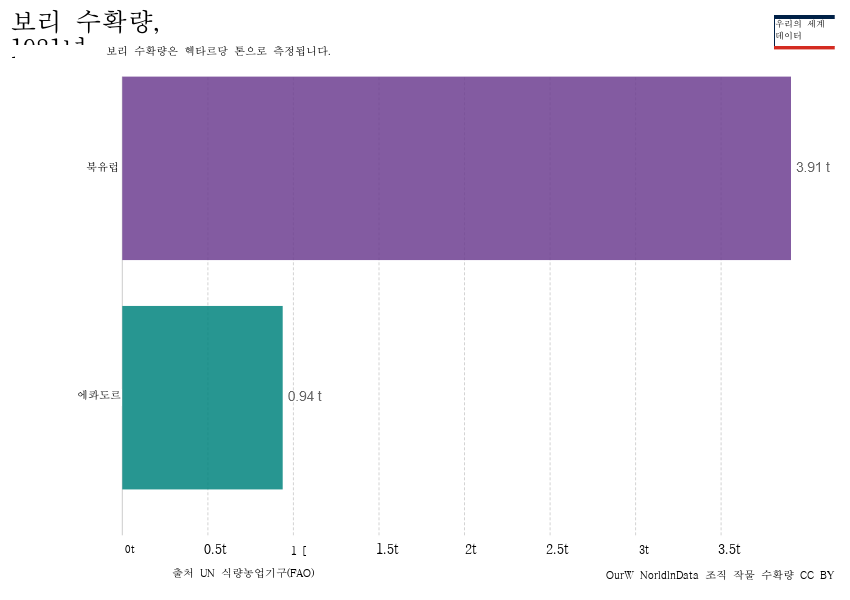 보리 수확량,
보리 수확량은 헥타르당 톤으로 측정됩니다.
우리의 세계
데이터
북유럽
3.91 t
에콰도르
0.94 t
0t 0.5t 1 [ 1.5t 2t 2.5t 3t 3.5t
출처 UN 식량농업기구(FAO)
OurW NorldInData 조직 작물 수확량 CC BY